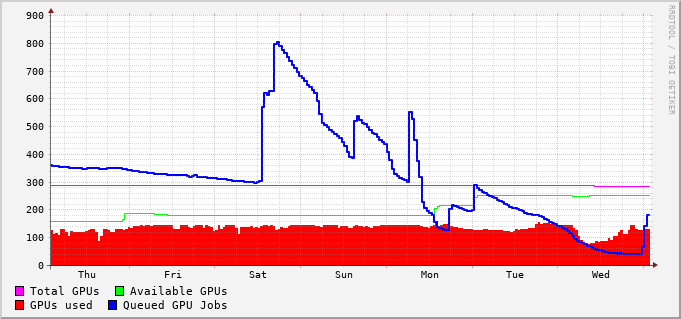 900
800
700
600
500
400
300
200
100
0
Thu Fri Sat Sun Mon Tue Wed
Total GPUs Available GPUs
GPUs used Queued GPU Jobs
RRDTOOL / TOBI OETIKER